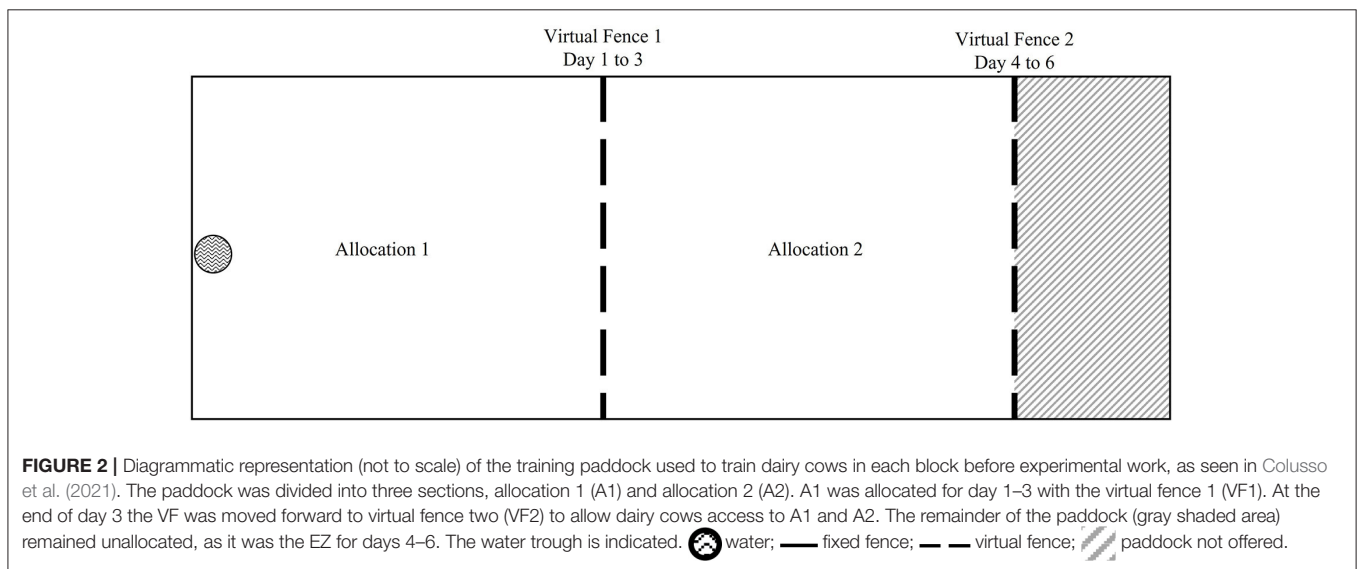 Virtual Fence 1
Day 1 to 3
Virtual Fence 2
Day 4 to 6
Allocation 1
Allocation 2
FIGURE 2 | Diagrammatic representation (not to scale) of the training paddock used to train dairy cows in each block before experimental work, as seen in Colusso
et al. (2021). The paddock was divided into three sections, allocation 1 (A1) and allocation 2 (A2). A1 was allocated for day 1–3 with the virtual fence 1 (VF1). At the
end of day 3 the VF was moved forward to virtual fence two (VF2) to allow dairy cows access to A1 and A2. The remainder of the paddock (gray shaded area)
remained unallocated, as it was the EZ for days 4–6. The water trough is indicated. water; fixed fence; virtual fence; paddock not offered.